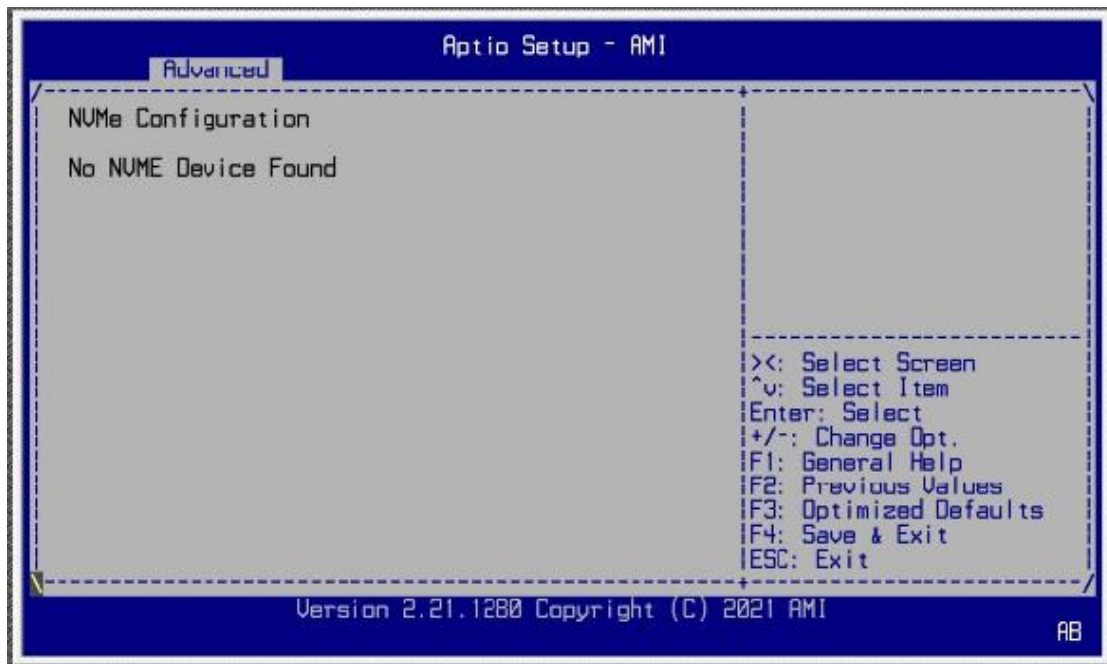 Aptio Setup - AMI
Advanced
NVMe Configuration
No NVME Device Found
><: Select Screen
^v: Select Item
Enter: Select
+/-: Change Opt.
F1: General Help
F2: Previous Values
F3: Optimized Defaults
F4: Save & Exit
ESC: Exit
Version 2.21.1280 Copyright (C) 2021 AMI
AB